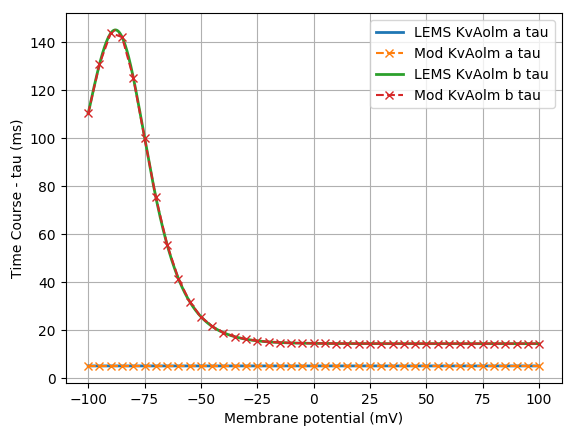 LEMS KvAolm a tau
Mod KvAolm a tau
LEMS KvAolm b tau
Mod KvAolm b tau
140
120
100
80
60
40
20
0
Time Course - tau (ms)
−100 −75 −50 −25 0 25 50 75 100
Membrane potential (mV)